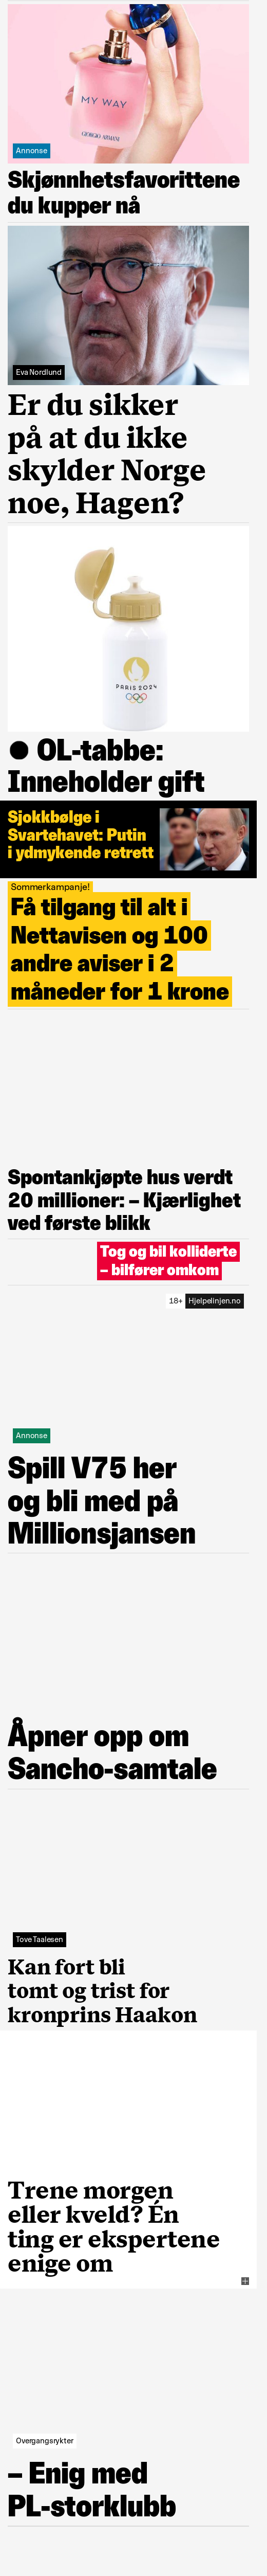 MY WAY
GIORGIO ARMANI
Annonse
Skjønnhetsfavorittene
du kupper nå
Eva Nordlund
Er du sikker
på at du ikke
skylder Norge
noe, Hagen?
PARIS 2024
● OL-tabbe:
Inneholder gift
Sjokkbølge i
Svartehavet: Putin
i ydmykende retrett
Sommerkampanje!
Få tilgang til alt i
Nettavisen og 100
andre aviser i 2
måneder for 1 krone
Spontankjøpte hus verdt
20 millioner: – Kjærlighet
ved første blikk
Tog og bil kolliderte
– bilfører omkom
18+ Hjelpelinjen.no
Annonse
Spill V75 her
og bli med på
Millionsjansen
Åpner opp om
Sancho-samtale
Tove Taalesen
Kan fort bli
tomt og trist for
kronprins Haakon
Trene morgen
eller kveld? Én
ting er ekspertene
enige om
Overgangsrykter
– Enig med
PL-storklubb